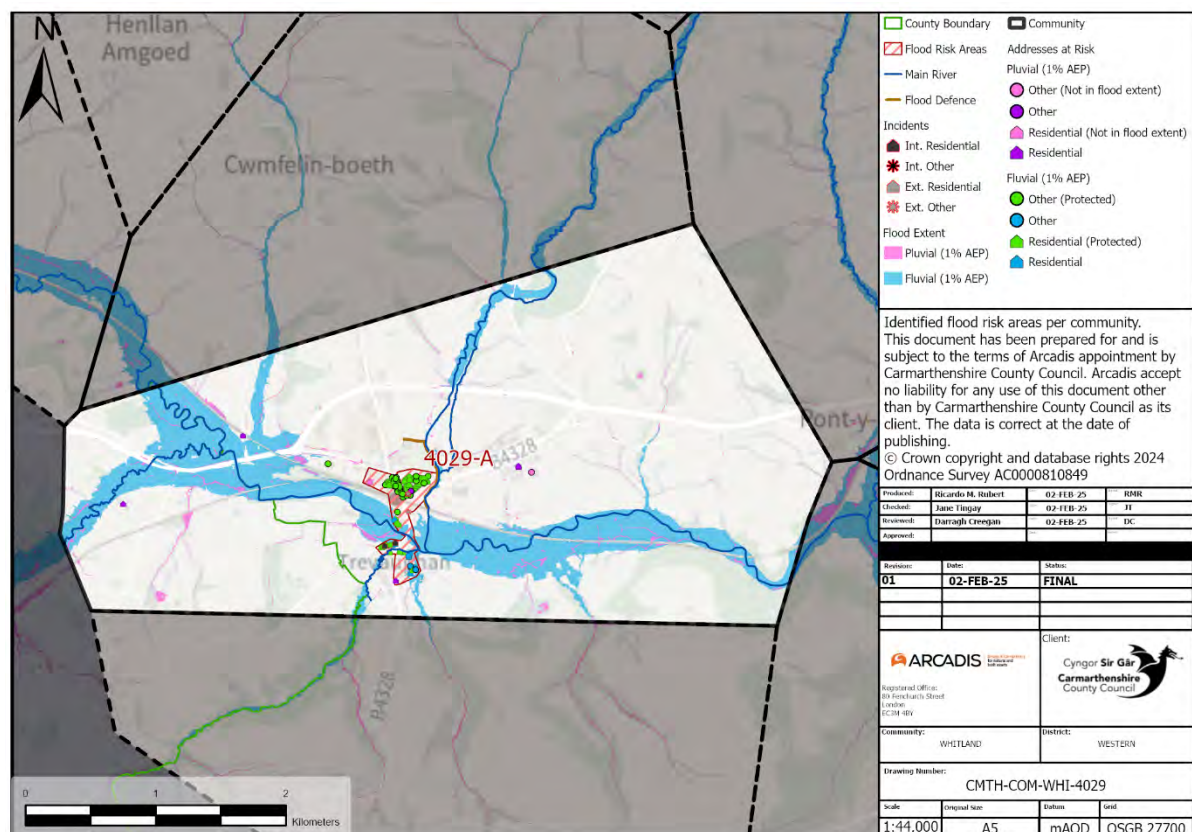 Henllan
Amgoed
N
Cwmfelin-boeth
Pont-y-
4029-A
B4328
B4328
0 1 2
Kilometers
County Boundary
Community
Flood Risk Areas
Addresses at Risk
Main River
Pluvial (1% AEP)
Flood Defence
Other (Not in flood extent)
Incidents
Other
Int. Residential
Residential (Not in flood extent)
Int. Other
Residential
Ext. Residential
Fluvial (1% AEP)
Ext. Other
Other (Protected)
Flood Extent
Other
Pluvial (1% AEP)
Residential (Protected)
Fluvial (1% AEP)
Residential
Identified flood risk areas per community.
This document has been prepared for and is
subject to the terms of Arcadis appointment by
Carmarthenshire County Council. Arcadis accept
no liability for any use of this document other
than by Carmarthenshire County Council as its
client. The data is correct at the date of
publishing.
© Crown copyright and database rights 2024
Ordnance Survey AC0000810849
Produced: Ricardo M. Rubert 02-FEB-25 RMR
Checked: Jane Tingay 02-FEB-25 JT
Reviewed: Darragh Creegan 02-FEB-25 DC
Approved:
Revision: Date: Status:
01 02-FEB-25 FINAL
ARCADIS
Registered Office:
80 Fenchurch Street
London
EC3M 4BY
Client:
Cyngor Sir Gâr
Carmarthenshire
County Council
Community:
WHITLAND
District:
WESTERN
Drawing Number:
CMTH-COM-WHI-4029
Scale Original Size Datum Grid
1:44,000 A5 mAOD OSGB 27700